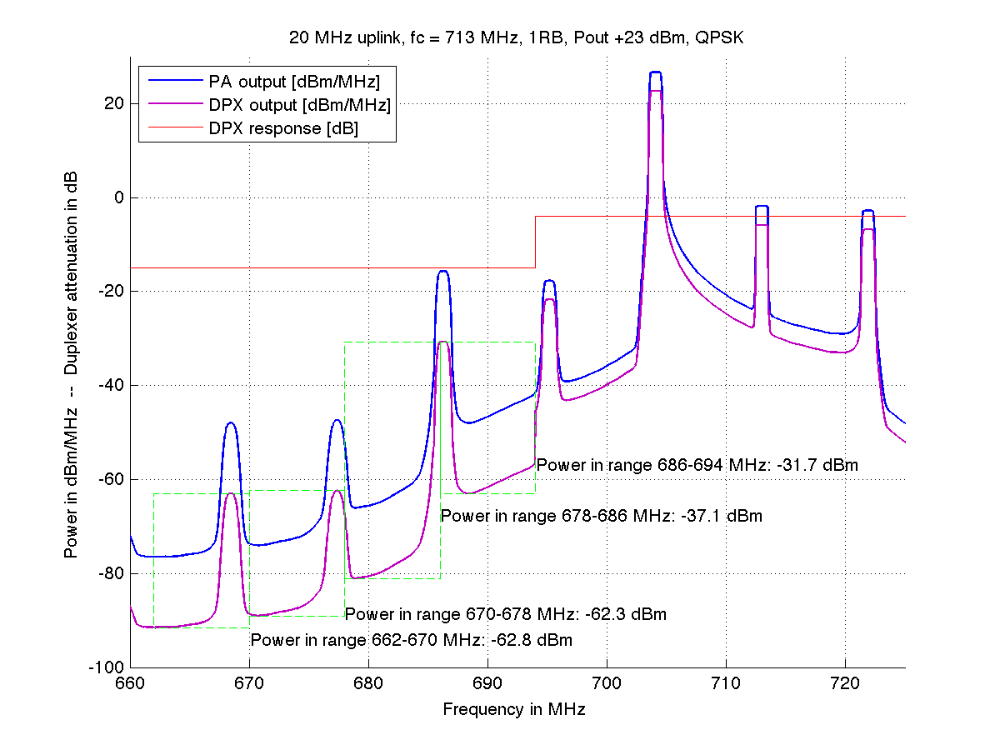 20 MHz uplink, fc = 713 MHz, 1RB, Pout +23 dBm, QPSK
PA output [dBm/MHz]
DPX output [dBm/MHz]
DPX response [dB]
20
0
-20
-40
-60
-80
-100
Power in dBm/MHz -- Duplexer attenuation in dB
Power in range 686-694 MHz: -31.7 dBm
Power in range 678-686 MHz: -37.1 dBm
Power in range 670-678 MHz: -62.3 dBm
Power in range 662-670 MHz: -62.8 dBm
660 670 680 690 700 710 720
Frequency in MHz